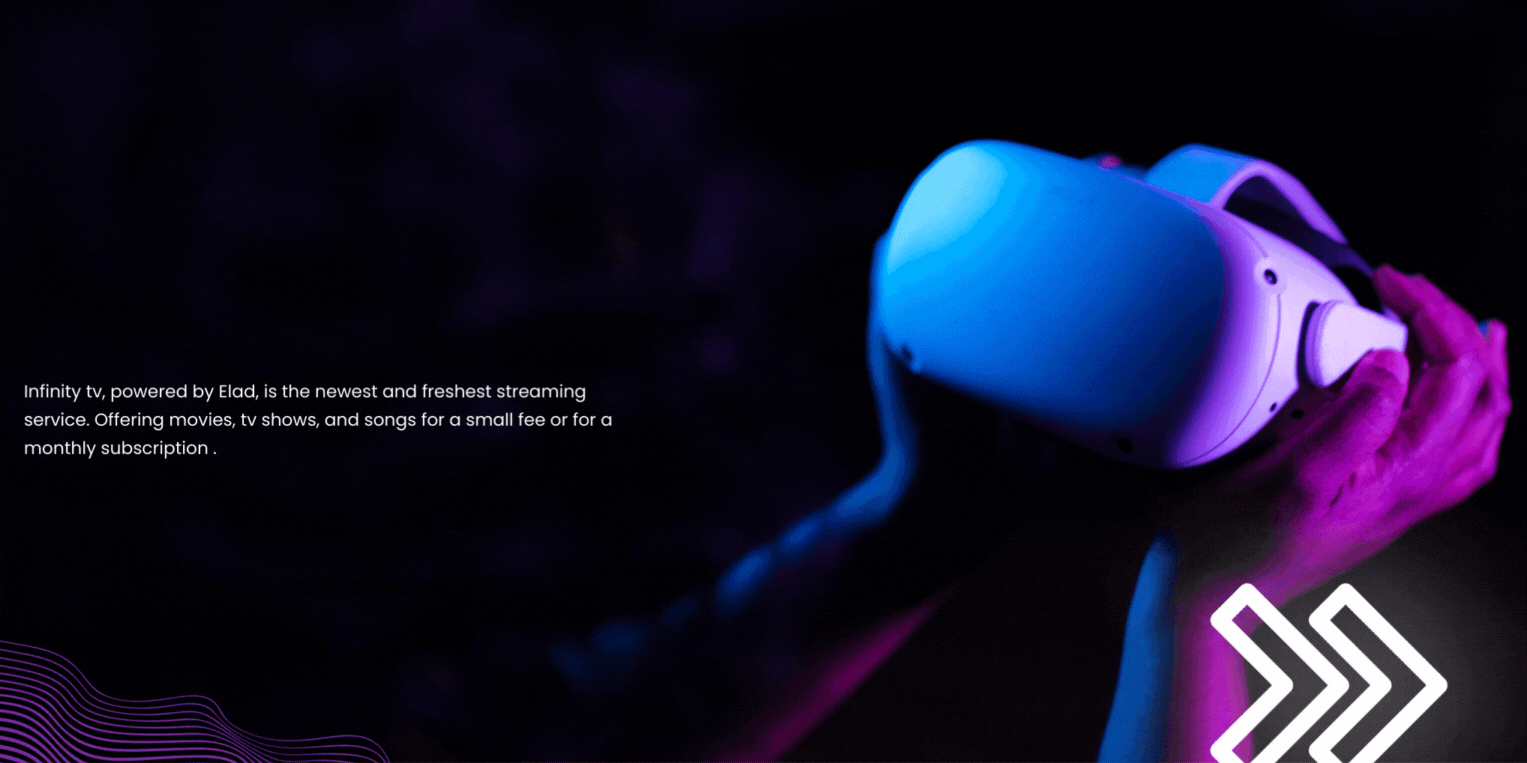 Infinity tv, powered by Elad, is the newest and freshest streaming
service. Offering movies, tv shows, and songs for a small fee or for a
monthly subscription .